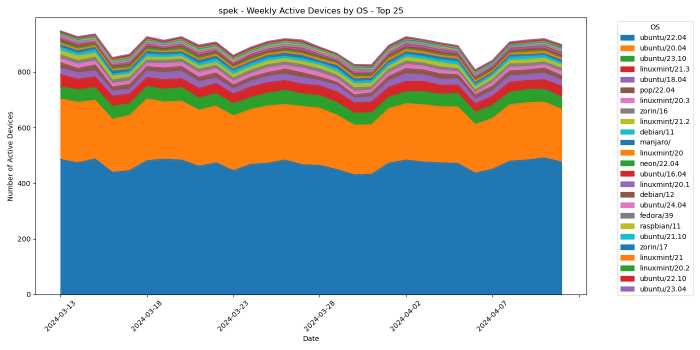 spek - Weekly Active Devices by OS - Top 25
Number of Active Devices
800
600
400
200
0
2024-03-13
2024-03-18
2024-03-23
2024-03-28
2024-04-02
2024-04-07
Date
OS
ubuntu/22.04
ubuntu/20.04
ubuntu/23.10
linuxmint/21.3
ubuntu/18.04
pop/22.04
linuxmint/20.3
zorin/16
linuxmint/21.2
debian/11
manjaro/
linuxmint/20
neon/22.04
ubuntu/16.04
linuxmint/20.1
debian/12
ubuntu/24.04
fedora/39
raspbian/11
ubuntu/21.10
zorin/17
linuxmint/21
linuxmint/20.2
ubuntu/22.10
ubuntu/23.04